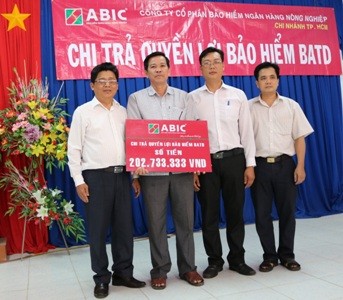 ABIC
CÔNG TY CỔ PHẦN BẢO HIỂM NGÂN HÀNG NÔNG NGHIỆP
CHI NHÁNH TP. HCM
CHI TRẢ QUYỀN LỢI BẢO HIỂM BATD
ABIC
CHI TRẢ QUYỀN LỢI BẢO HIỂM BATD
SỐ TIỀN
202.733.333 VND